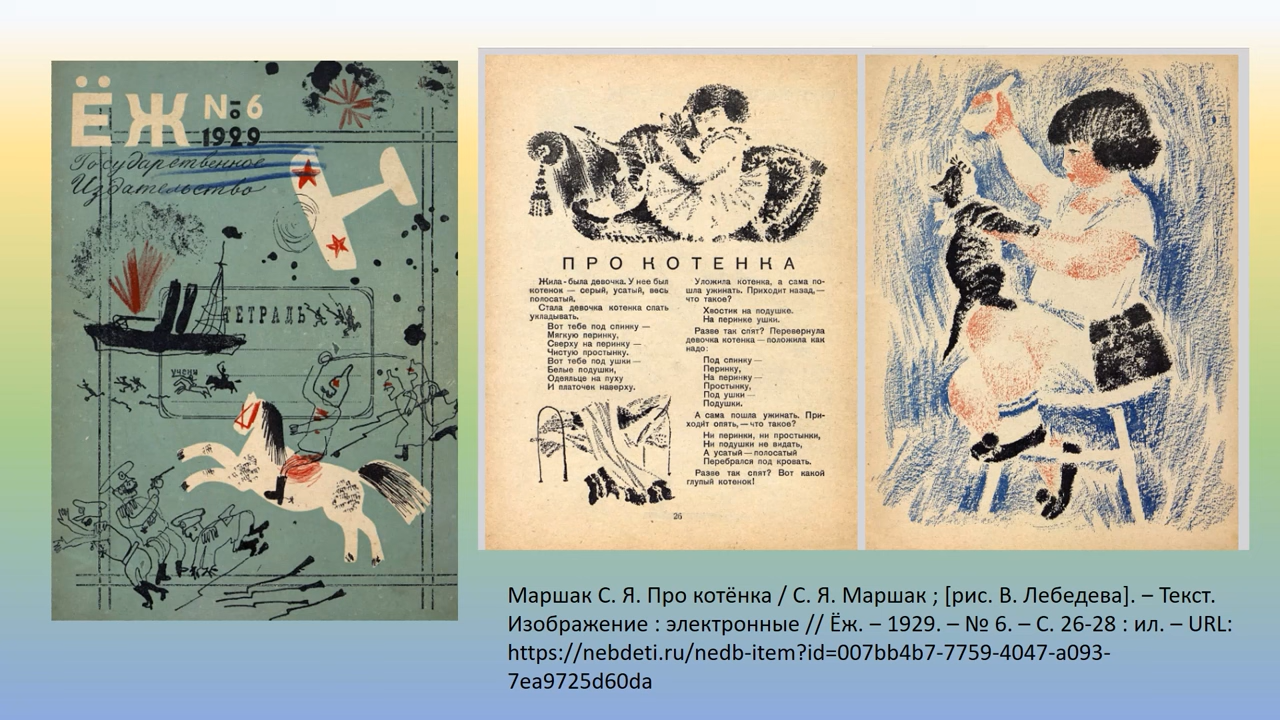 ЁЖ № 6
1929
Государственное
Издательство
ТЕТРАДЬ
ПРО КОТЕНКА
Жила-была девочка. У нее был
котенок — серый, усатый, весь
полосатый.
Стала девочка котенка спать
укладывать.
Вот тебе под спинку —
Мягкую перинку,
Сверху на перинку —
Чистую простынку.
Вот тебе под ушки —
Белые подушки,
Одеяльце на пуху
И платочек наверху.
Уложила котенка, а сама по-
шла ужинать. Приходит назад, —
что такое?
Хвостик на подушке.
На перинке ушки.
Разве так спят? Перевернула
девочка котенка — положила как
надо:
Под спинку —
Перинку,
На перинку —
Простынку,
Под ушки —
Подушки.
А сама пошла ужинать. При-
ходит опять, — что такое?
Ни перинки, ни простынки,
Ни подушки не видать,
А усатый — полосатый
Перебрался под кровать.
Разве так спят? Вот какой
глупый котенок!
26
Маршак С. Я. Про котёнка / С. Я. Маршак ; [рис. В. Лебедева]. – Текст.
Изображение : электронные // Ёж. – 1929. – № 6. – С. 26-28 : ил. – URL:
https://nebdeti.ru/nedb-item?id=007bb4b7-7759-4047-a093-
7ea9725d60da